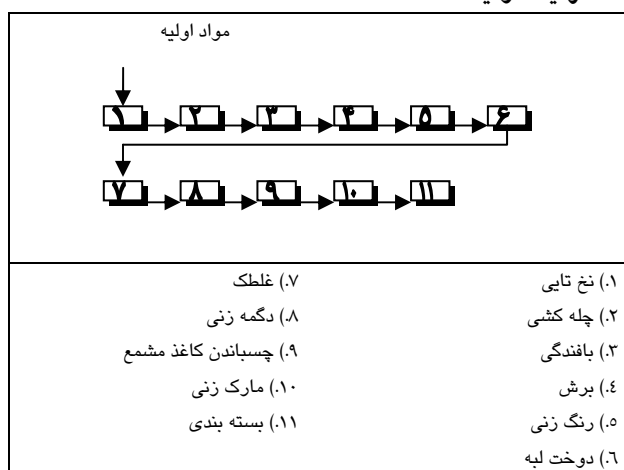 مواد اولیه
۱ ۲ ۳ ۴ ۵ ۶
۷ ۸ ۹ ۱۰ ۱۱
۱.) نخ تایی
۲.) چله کشی
۳.) بافندگی
۴.) برش
۵.) رنگ زنی
۶.) دوخت لبه
۷.) غلطک
۸.) دگمه زنی
۹.) چسباندن کاغذ مشمع
۱۰.) مارک زنی
۱۱.) بسته بندی